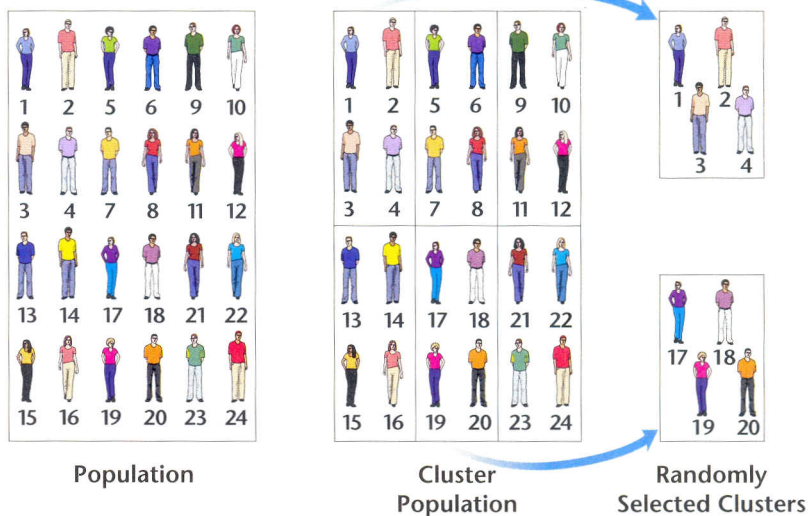 1 2 5 6 9 10
3 4 7 8 11 12
13 14 17 18 21 22
15 16 19 20 23 24
Population
1 2 5 6 9 10
3 4 7 8 11 12
13 14 17 18 21 22
15 16 19 20 23 24
Cluster
Population
1 2
3 4
17 18
19 20
Randomly
Selected Clusters